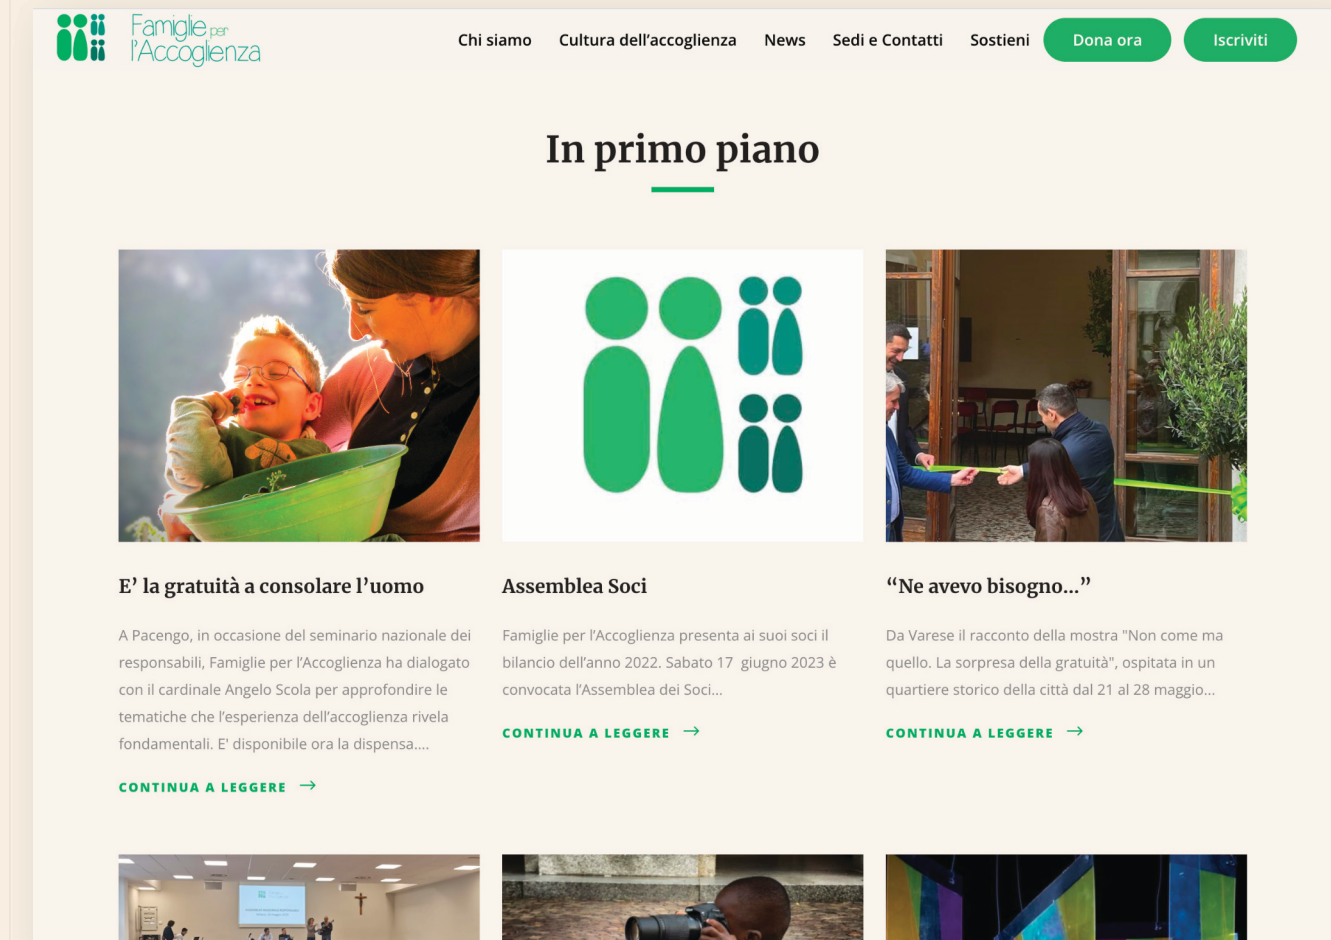 Famiglie per
l'Accoglienza
Chi siamo Cultura dell'accoglienza News Sedi e Contatti Sostieni Dona ora Iscriviti
In primo piano
E' la gratuità a consolare l'uomo
A Pacengo, in occasione del seminario nazionale dei
responsabili, Famiglie per l'Accoglienza ha dialogato
con il cardinale Angelo Scola per approfondire le
tematiche che l'esperienza dell'accoglienza rivela
fondamentali. E' disponibile ora la dispensa....
CONTINUA A LEGGERE →
Assemblea Soci
Famiglie per l'Accoglienza presenta ai suoi soci il
bilancio dell'anno 2022. Sabato 17 giugno 2023 è
convocata l'Assemblea dei Soci...
CONTINUA A LEGGERE →
“Ne avevo bisogno...”
Da Varese il racconto della mostra "Non come ma
quello. La sorpresa della gratuità", ospitata in un
quartiere storico della città dal 21 al 28 maggio...
CONTINUA A LEGGERE →